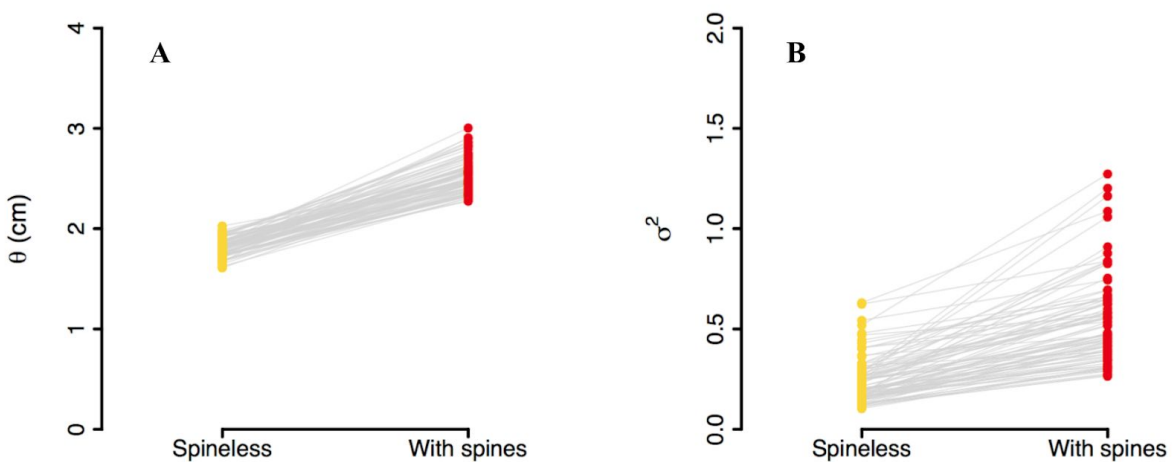 A
θ (cm)
4
3
2
1
0
Spineless
With spines
B
σ²
2.0
1.5
1.0
0.5
0.0
Spineless
With spines